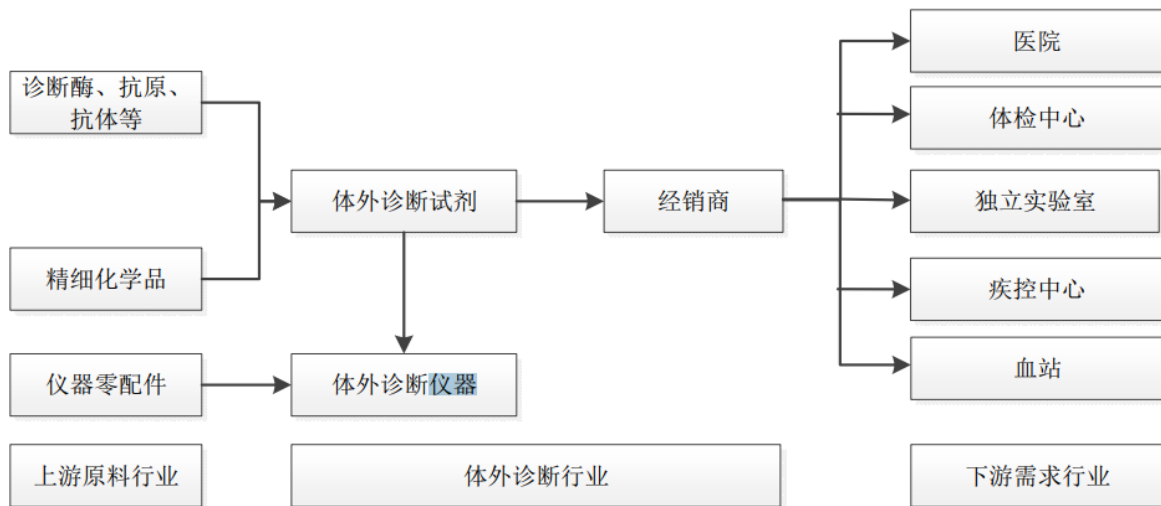 诊断酶、抗原、
抗体等
精细化学品
仪器零配件
上游原料行业
体外诊断试剂
体外诊断仪器
体外诊断行业
经销商
医院
体检中心
独立实验室
疾控中心
血站
下游需求行业